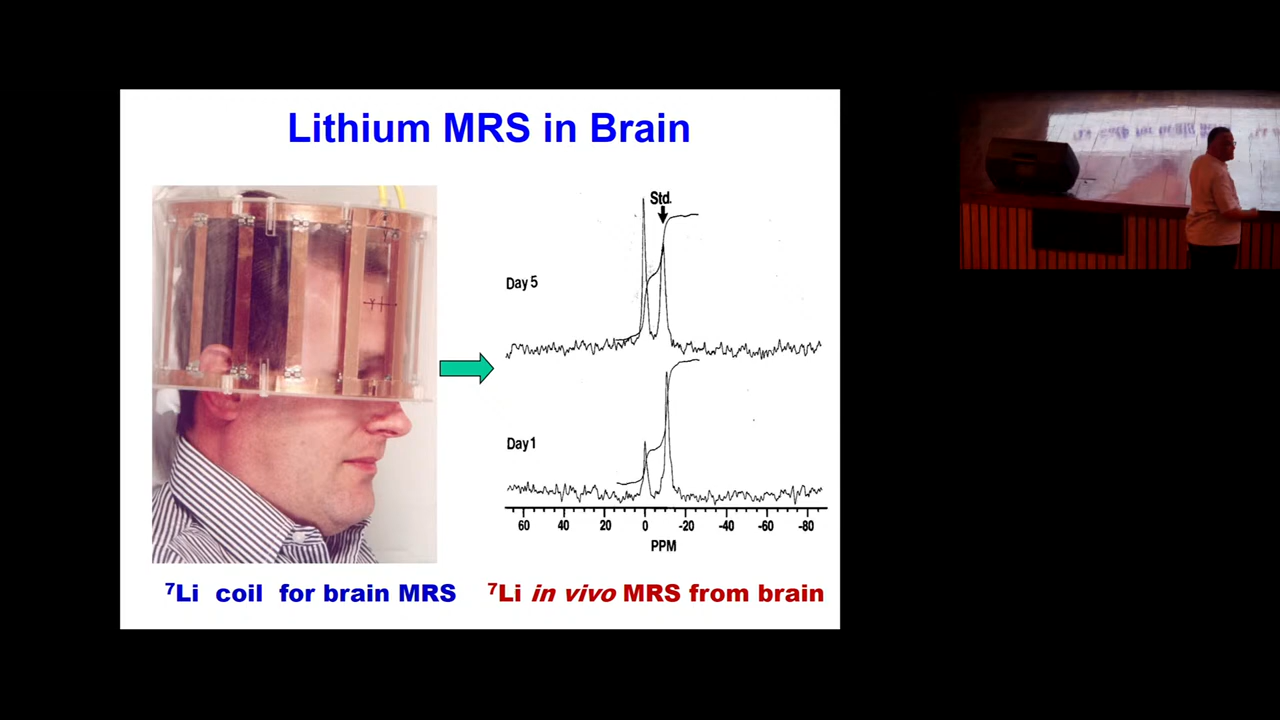 Lithium MRS in Brain
Std.
Day 5
Day 1
60 40 20 0 -20 -40 -60 -80
PPM
⁷Li coil for brain MRS
⁷Li in vivo MRS from brain